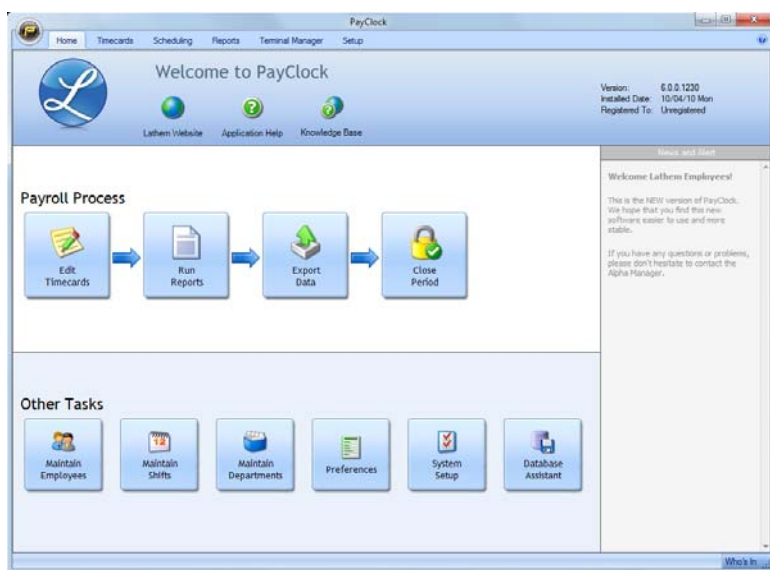 PayClock
Home Timecards Scheduling Reports Terminal Manager Setup
Welcome to PayClock
Lathem Website Application Help Knowledge Base
Version: 6.0.0.1230
Installed Date: 10/04/10 Mon
Registered To: Unregistered
News and Alert
Welcome Lathem Employees!
This is the NEW version of PayClock.
We hope that you find this new
software easier to use and more
stable.
If you have any questions or problems,
please don't hesitate to contact the
Alpha Manager.
Payroll Process
Edit
Timecards
Run
Reports
Export
Data
Close
Period
Other Tasks
Maintain
Employees
12
Maintain
Shifts
Maintain
Departments
Preferences
System
Setup
Database
Assistant
Who's In